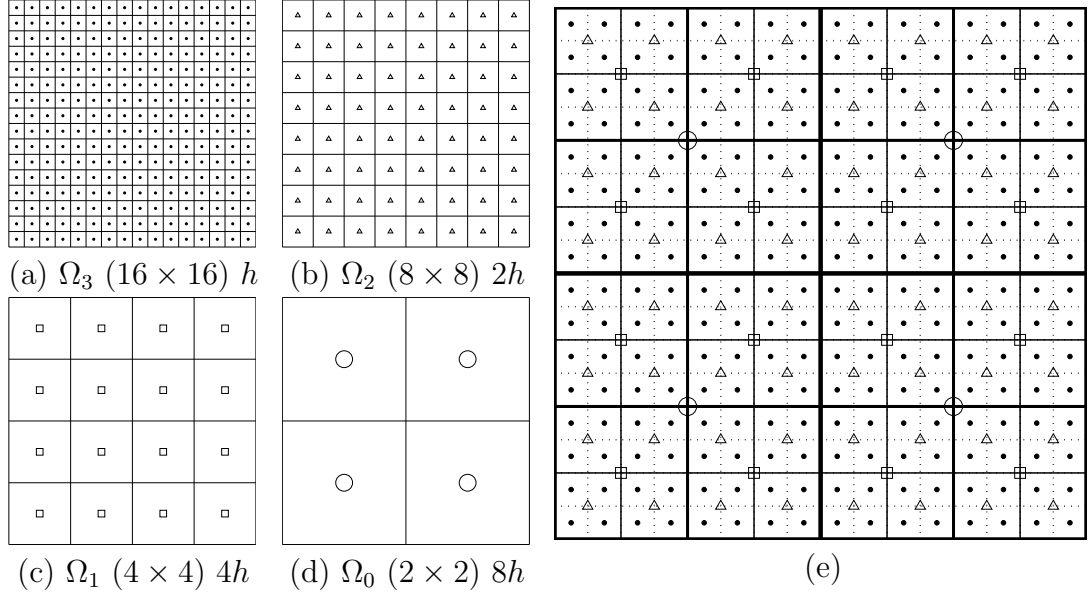 (a) Ω₃ (16 × 16) h
(b) Ω₂ (8 × 8) 2h
(c) Ω₁ (4 × 4) 4h
(d) Ω₀ (2 × 2) 8h
(e)